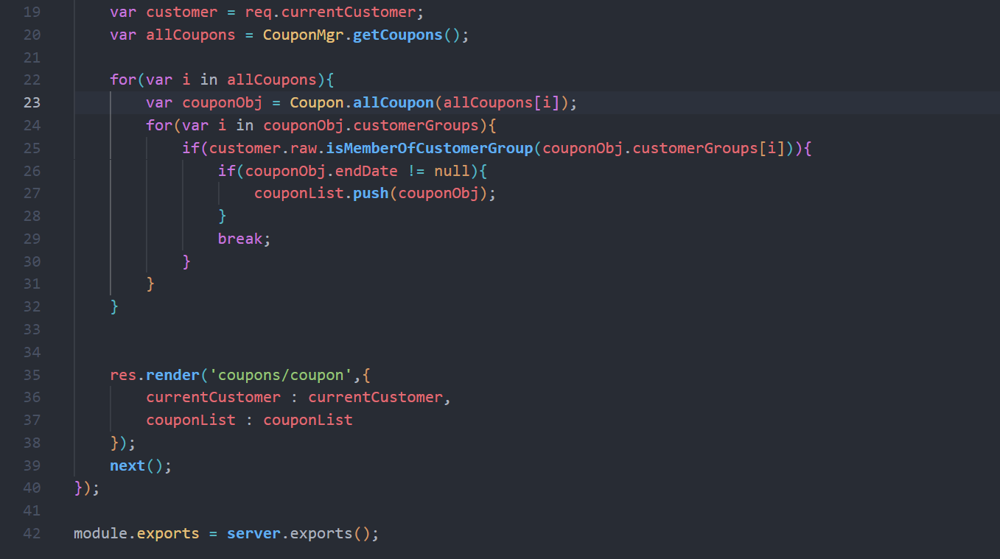 19 var customer = req.currentCustomer;
20 var allCoupons = CouponMgr.getCoupons();
21
22 for(var i in allCoupons){
23 var couponObj = Coupon.allCoupon(allCoupons[i]);
24 for(var i in couponObj.customerGroups){
25 if(customer.raw.isMemberOfCustomerGroup(couponObj.customerGroups[i])){
26 if(couponObj.endDate != null){
27 couponList.push(couponObj);
28 }
29 break;
30 }
31 }
32 }
33
34
35 res.render('coupons/coupon',{
36 currentCustomer : currentCustomer,
37 couponList : couponList
38 });
39 next();
40 });
41
42 module.exports = server.exports();